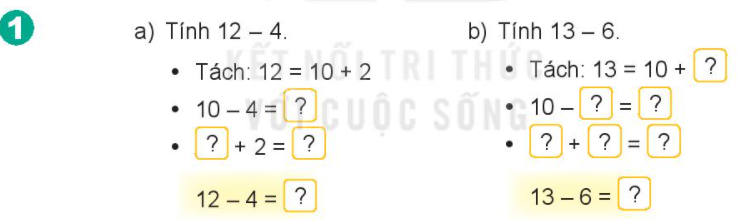 1
a) Tính 12 – 4.
• Tách: 12 = 10 + 2
• 10 – 4 = ?
• ? + 2 = ?
12 – 4 = ?
b) Tính 13 – 6.
• Tách: 13 = 10 + ?
• 10 – ? = ?
• ? + ? = ?
13 – 6 = ?
KẾT NỐI TRI THỨC
VỚI CUỘC SỐNG